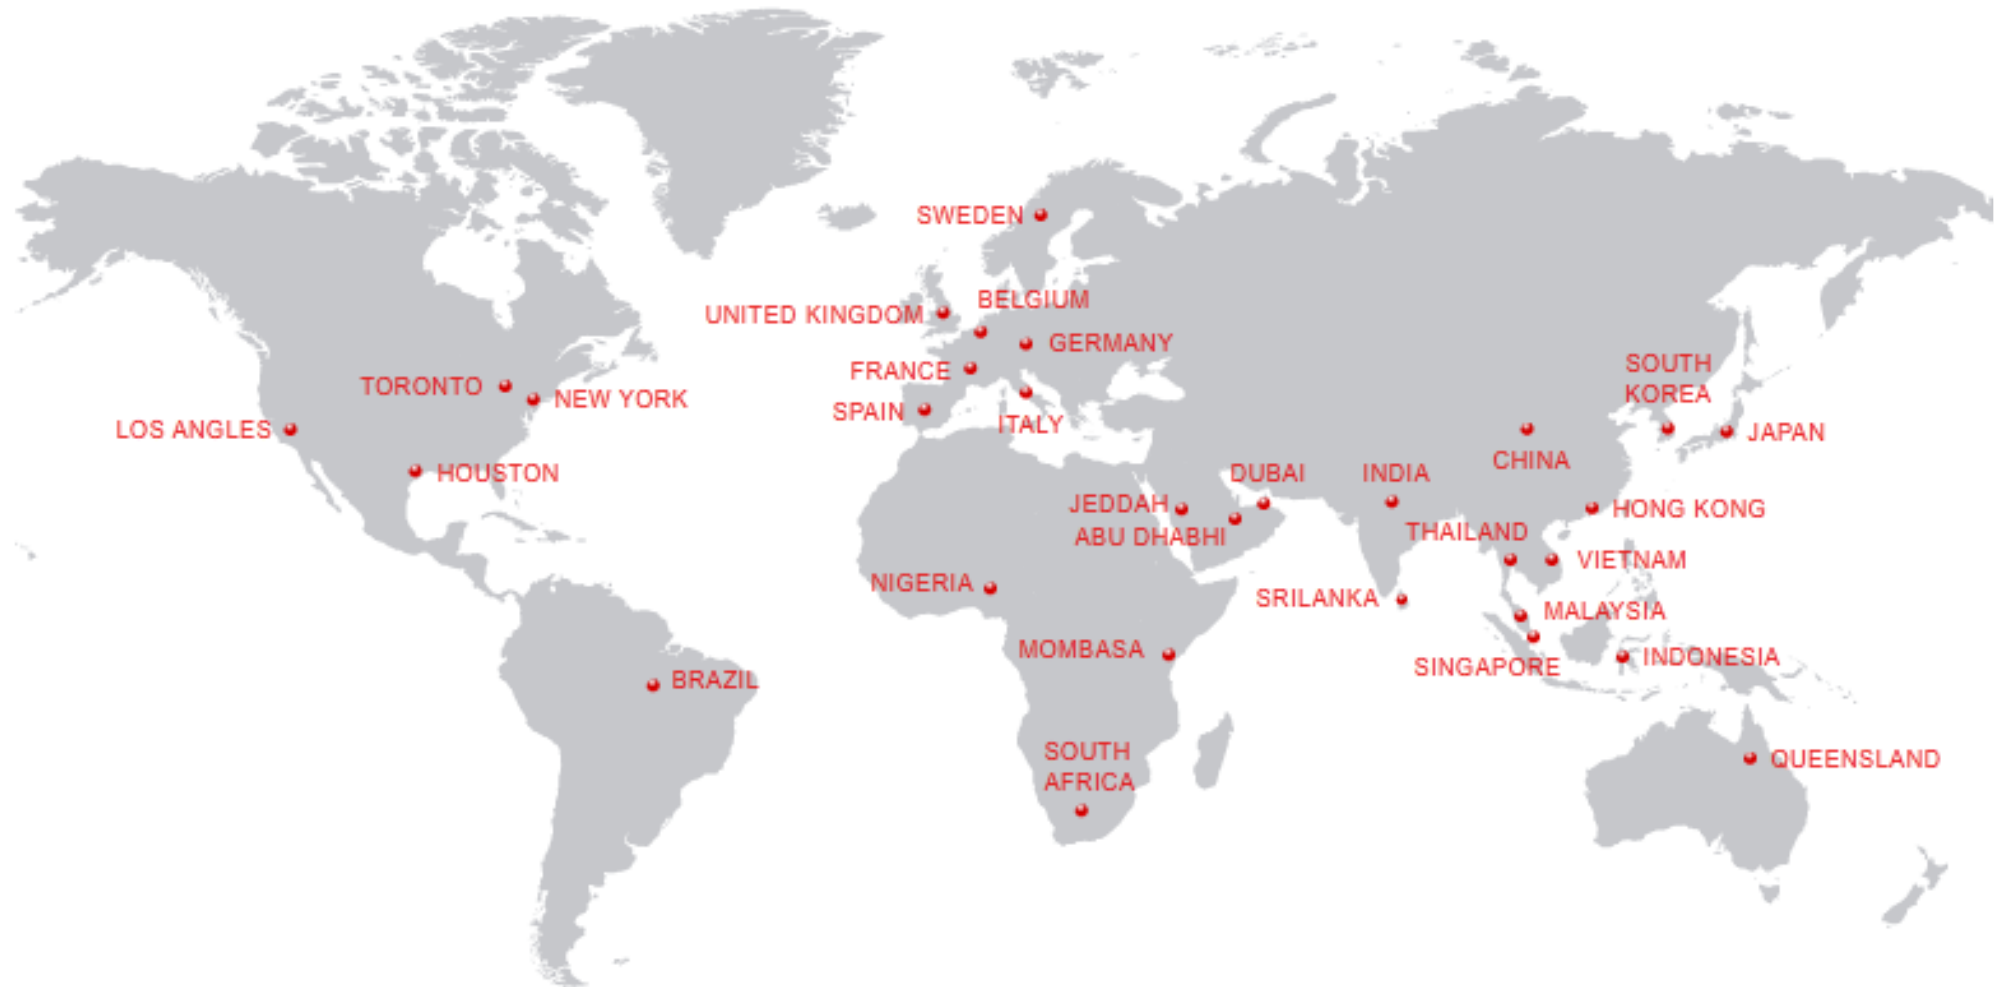 SWEDEN
BELGIUM
UNITED KINGDOM
GERMANY
FRANCE
SPAIN
ITALY
TORONTO
NEW YORK
LOS ANGLES
HOUSTON
SOUTH
KOREA
JAPAN
CHINA
DUBAI
INDIA
JEDDAH
HONG KONG
ABU DHABHI
THAILAND
VIETNAM
NIGERIA
SRILANKA
MALAYSIA
MOMBASA
SINGAPORE
INDONESIA
BRAZIL
SOUTH
AFRICA
QUEENSLAND